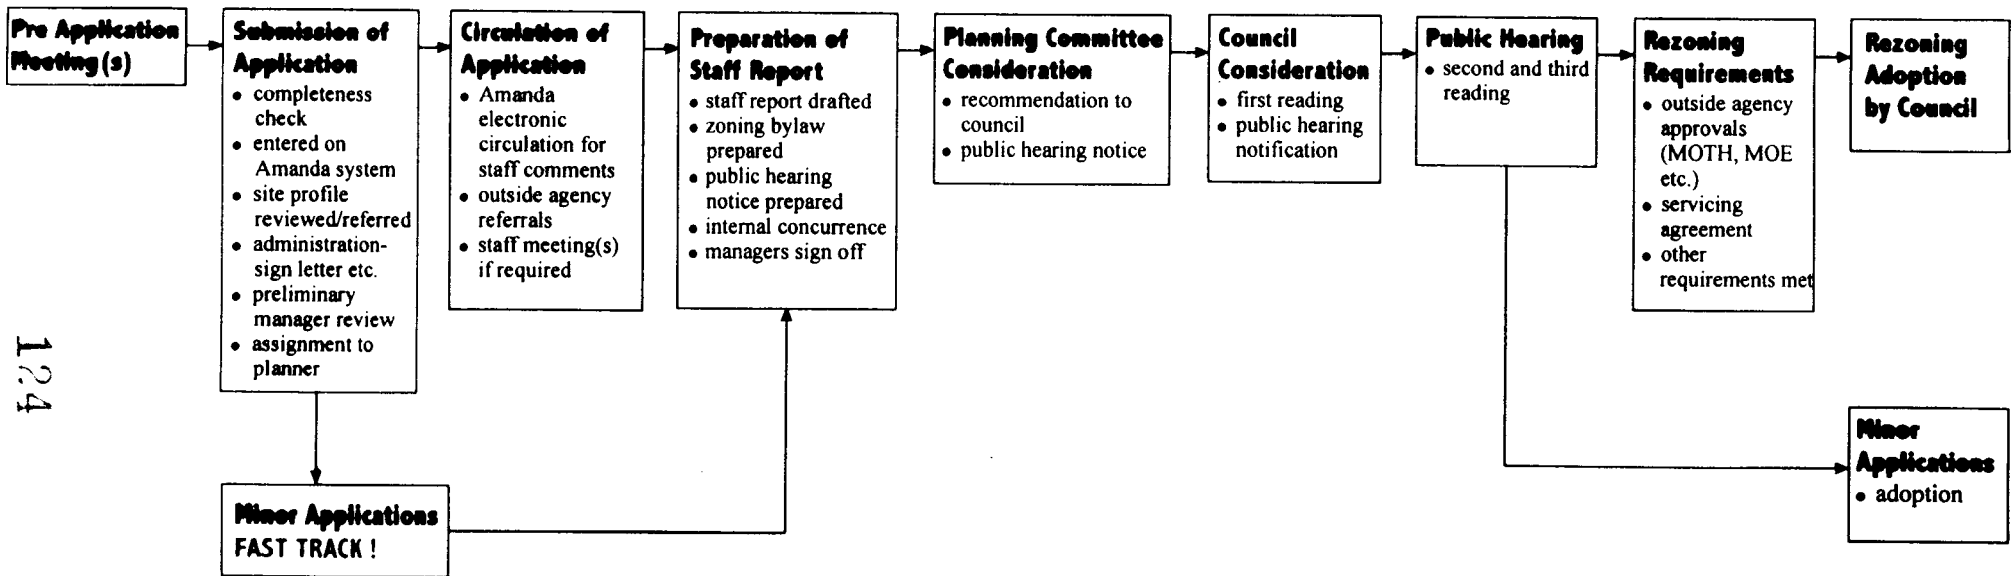 Pre Application
Meeting(s)
Submission of
Application
• completeness
check
• entered on
Amanda system
• site profile
reviewed/referred
• administration-
sign letter etc.
• preliminary
manager review
• assignment to
planner
Circulation of
Application
• Amanda
electronic
circulation for
staff comments
• outside agency
referrals
• staff meeting(s)
if required
Preparation of
Staff Report
• staff report drafted
• zoning bylaw
prepared
• public hearing
notice prepared
• internal concurrence
• managers sign off
Planning Committee
Consideration
• recommendation to
council
• public hearing notice
Council
Consideration
• first reading
• public hearing
notification
Public Hearing
• second and third
reading
Rezoning
Requirements
• outside agency
approvals
(MOTH, MOE
etc.)
• servicing
agreement
• other
requirements met
Rezoning
Adoption
by Council
Minor Applications
FAST TRACK !
Minor
Applications
• adoption
124